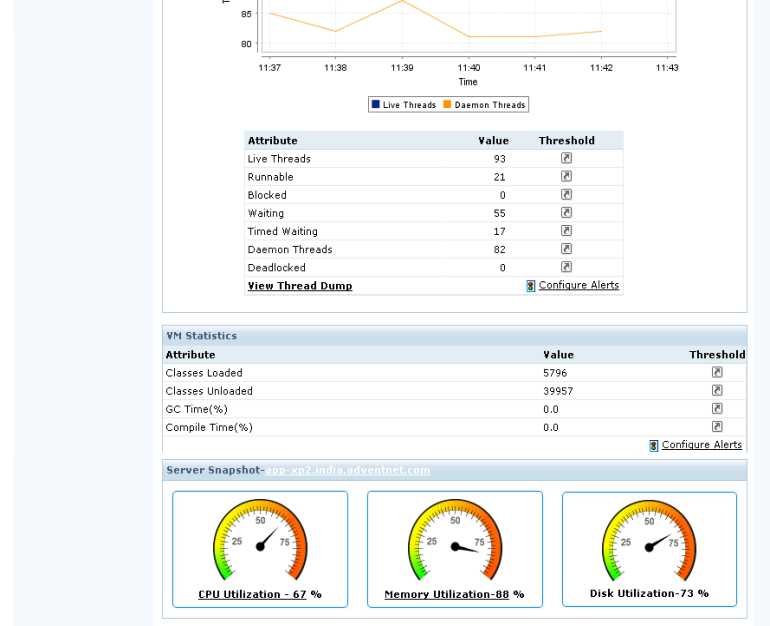 85
80
11:37 11:38 11:39 11:40 11:41 11:42 11:43
Time
Live Threads Daemon Threads
Attribute Value Threshold
Live Threads 93
Runnable 21
Blocked 0
Waiting 55
Timed Waiting 17
Daemon Threads 82
Deadlocked 0
View Thread Dump Configure Alerts
VM Statistics
Attribute Value Threshold
Classes Loaded 5796
Classes Unloaded 39957
GC Time(%) 0.0
Compile Time(%) 0.0
Configure Alerts
Server Snapshot-app-xp2.india.adventnet.com
50 50 50
25 75 25 75 25 75
CPU Utilization - 67 % Memory Utilization-88 % Disk Utilization-73 %